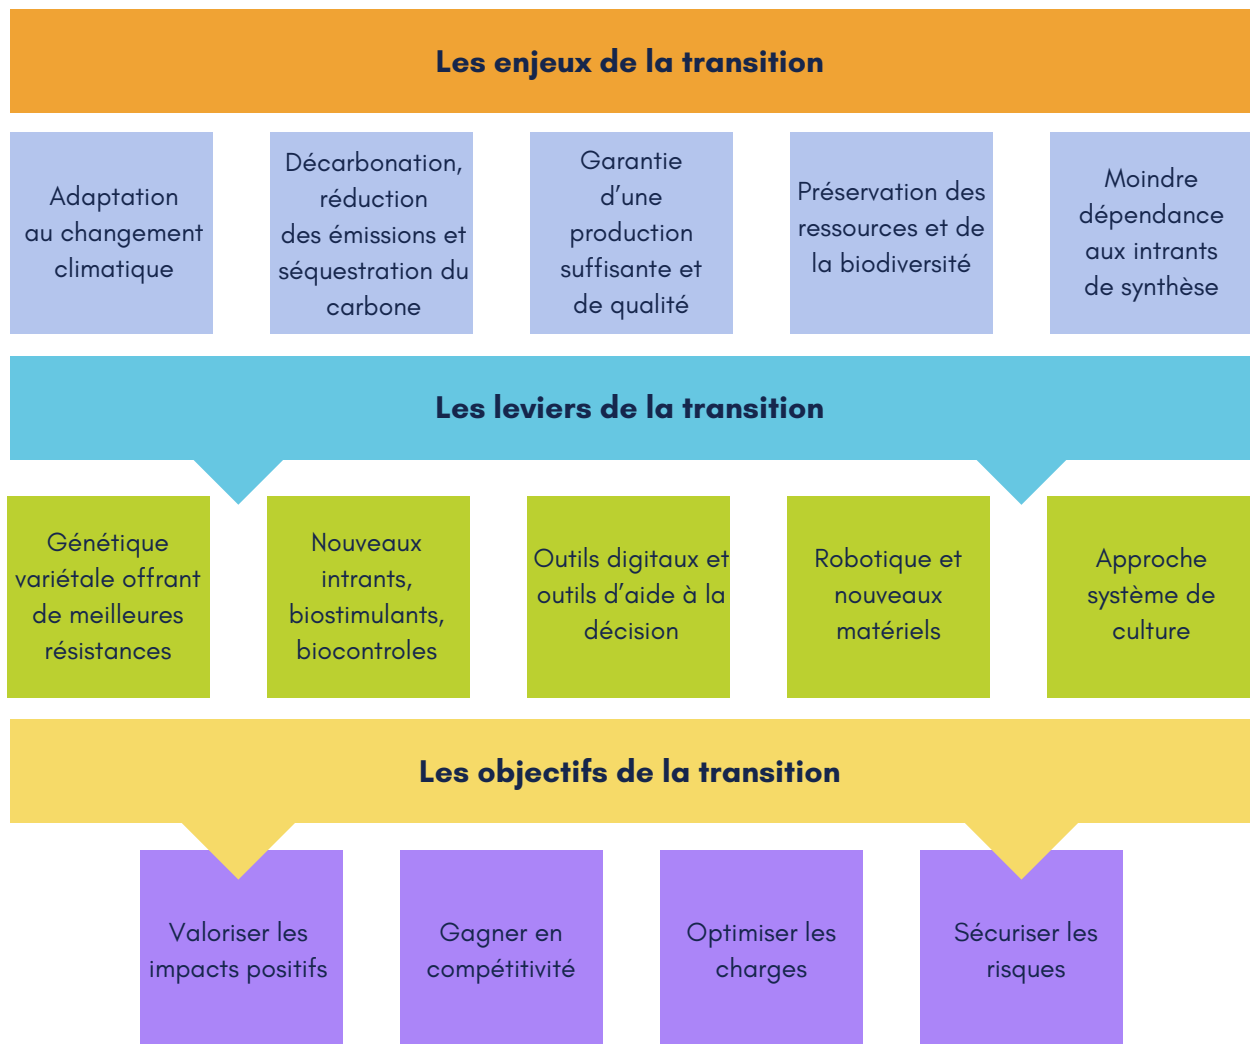 Les enjeux de la transition
Adaptation
au changement
climatique
Décarbonation,
réduction
des émissions et
séquestration du
carbone
Garantie
d’une
production
suffisante et
de qualité
Préservation des
ressources et de
la biodiversité
Moindre
dépendance
aux intrants
de synthèse
Les leviers de la transition
Génétique
variétale offrant
de meilleures
résistances
Nouveaux
intrants,
biostimulants,
biocontroles
Outils digitaux et
outils d’aide à la
décision
Robotique et
nouveaux
matériels
Approche
système de
culture
Les objectifs de la transition
Valoriser les
impacts positifs
Gagner en
compétitivité
Optimiser les
charges
Sécuriser les
risques